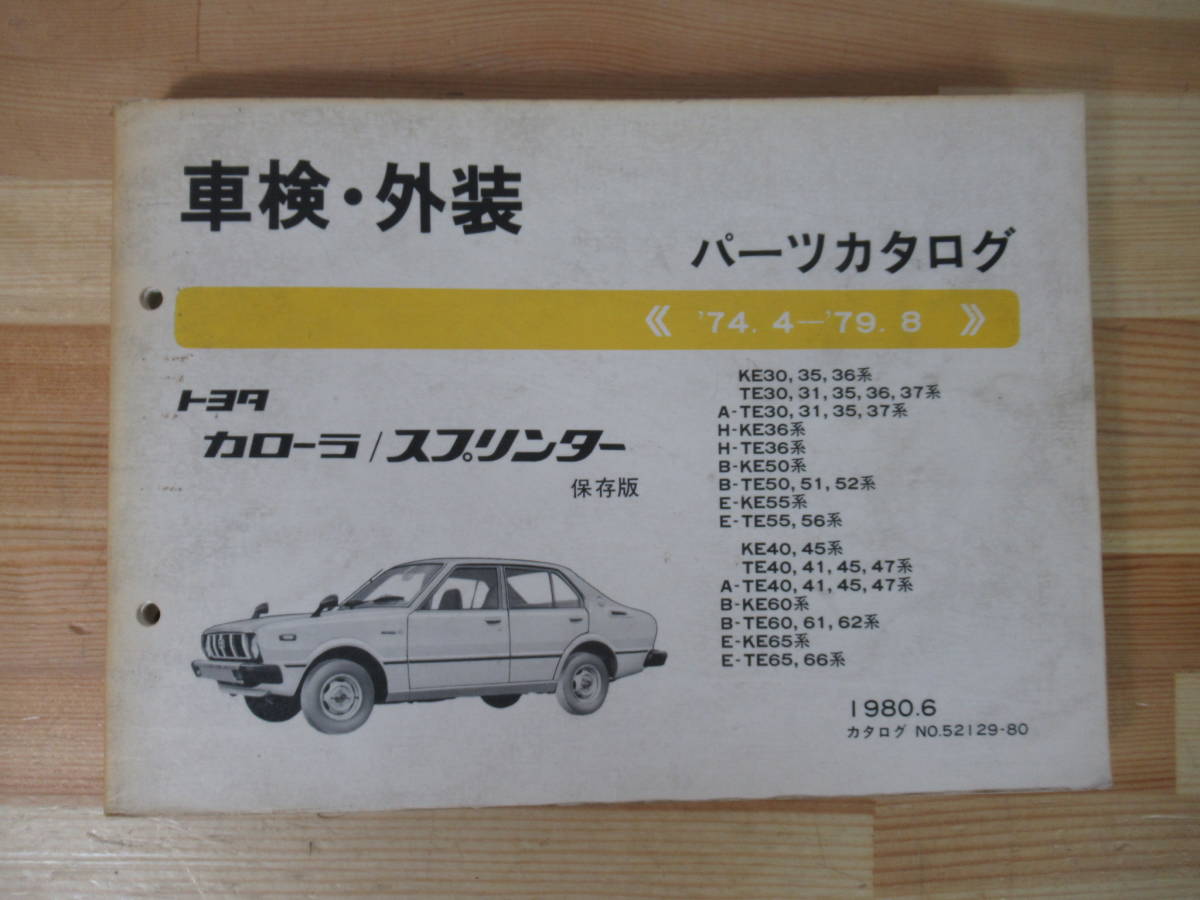 車検・外装
パーツカタログ
《 '74. 4—'79. 8 》
トヨタ
カローラ/スプリンター
保存版
KE30, 35, 36系
TE30, 31, 35, 36, 37系
A-TE30, 31, 35, 37系
H-KE36系
H-TE36系
B-KE50系
B-TE50, 51, 52系
E-KE55系
E-TE55, 56系
KE40, 45系
TE40, 41, 45, 47系
A-TE40, 41, 45, 47系
B-KE60系
B-TE60, 61, 62系
E-KE65系
E-TE65, 66系
1980.6
カタログ NO.52129-80